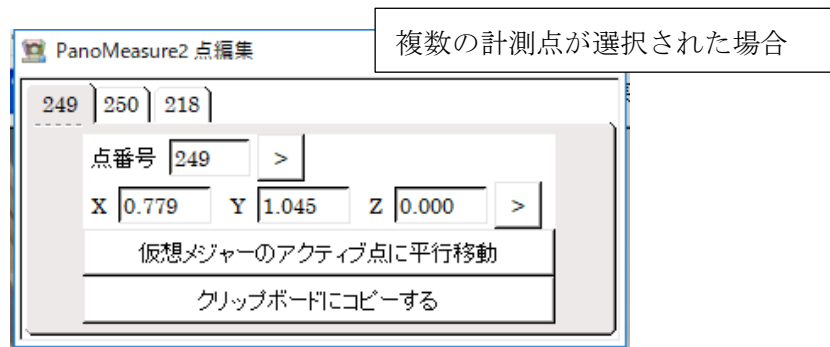 複数の計測点が選択された場合
PanoMeasure2 点編集
249 250 218
点番号 249 >
X 0.779 Y 1.045 Z 0.000 >
仮想メジャーのアクティブ点に平行移動
クリップボードにコピーする